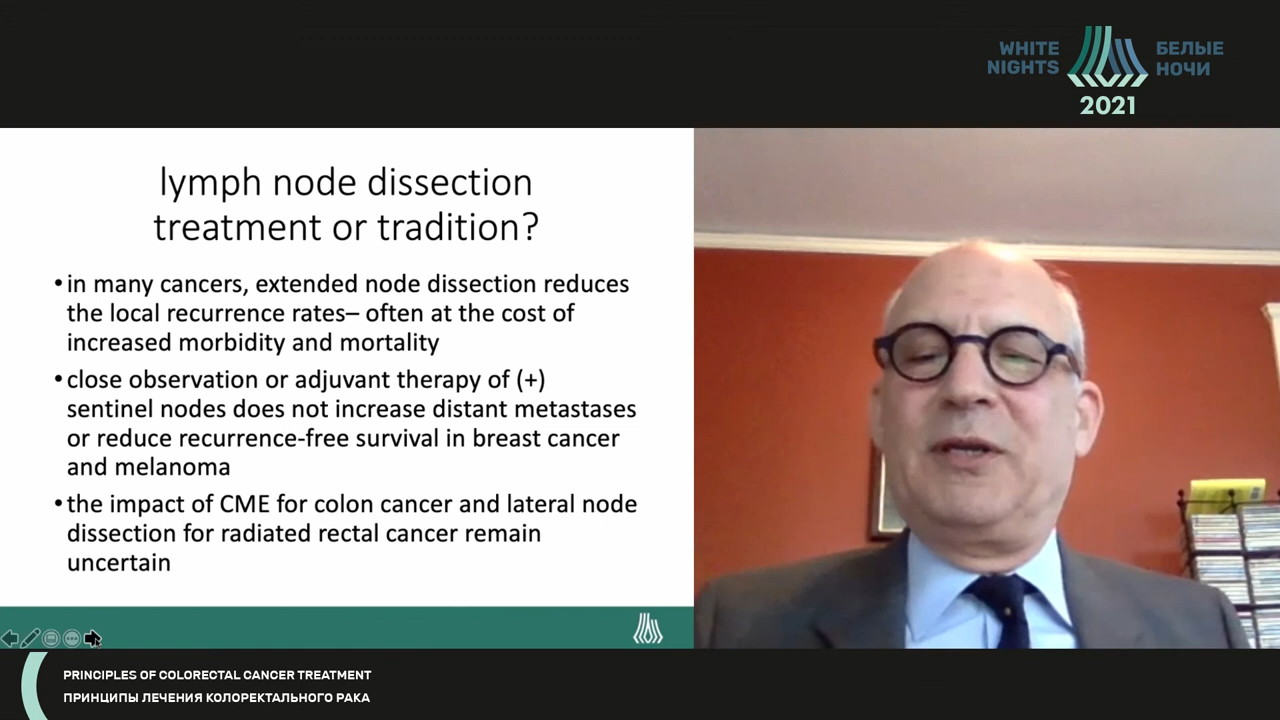 WHITE
NIGHTS
БЕЛЫЕ
НОЧИ
2021
lymph node dissection
treatment or tradition?
•in many cancers, extended node dissection reduces
the local recurrence rates– often at the cost of
increased morbidity and mortality
•close observation or adjuvant therapy of (+)
sentinel nodes does not increase distant metastases
or reduce recurrence-free survival in breast cancer
and melanoma
•the impact of CME for colon cancer and lateral node
dissection for radiated rectal cancer remain
uncertain
PRINCIPLES OF COLORECTAL CANCER TREATMENT
ПРИНЦИПЫ ЛЕЧЕНИЯ КОЛОРЕКТАЛЬНОГО РАКА